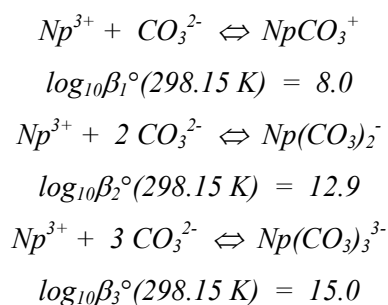 Np³⁺ + CO₃²⁻ ⇔ NpCO₃⁺
log₁₀β₁°(298.15 K) = 8.0
Np³⁺ + 2 CO₃²⁻ ⇔ Np(CO₃)₂⁻
log₁₀β₂°(298.15 K) = 12.9
Np³⁺ + 3 CO₃²⁻ ⇔ Np(CO₃)₃³⁻
log₁₀β₃°(298.15 K) = 15.0